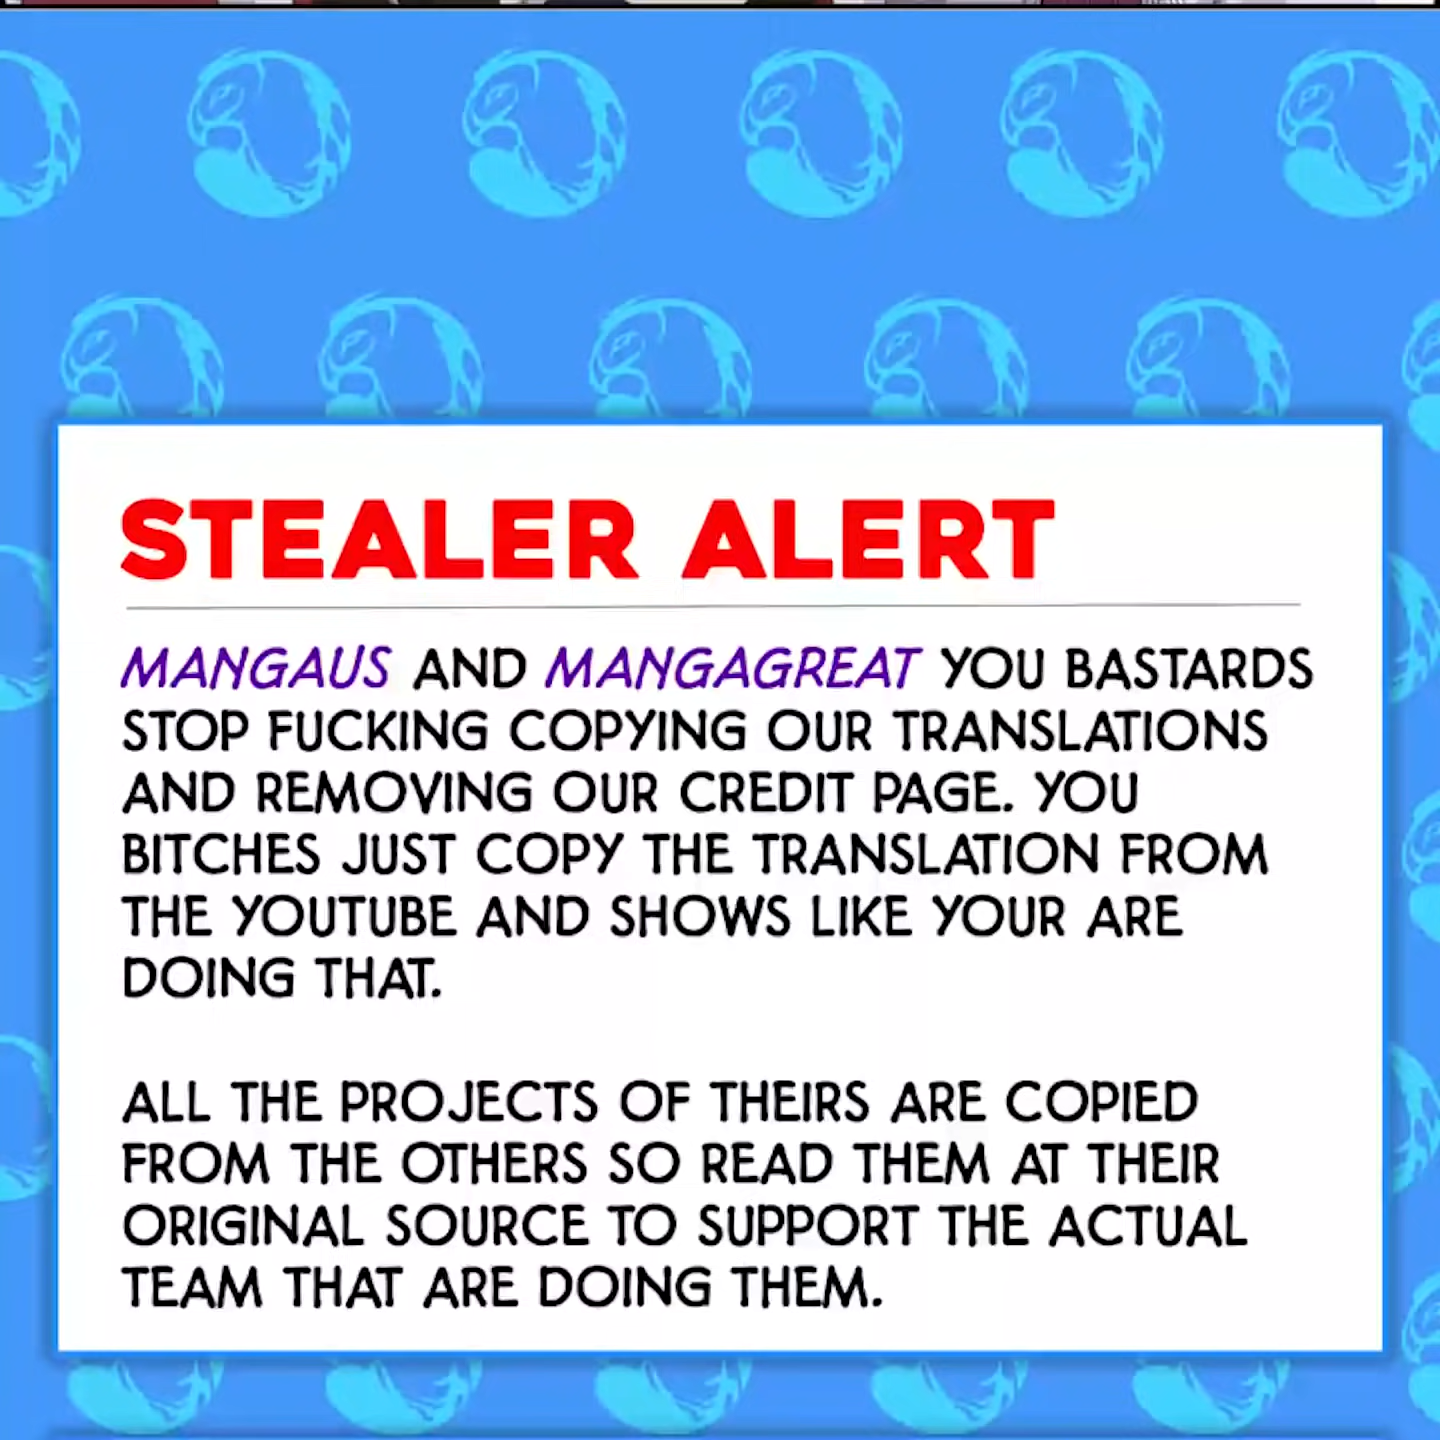 STEALER ALERT
MANGAUS AND MANGAGREAT YOU BASTARDS
STOP FUCKING COPYING OUR TRANSLATIONS
AND REMOVING OUR CREDIT PAGE. YOU
BITCHES JUST COPY THE TRANSLATION FROM
THE YOUTUBE AND SHOWS LIKE YOUR ARE
DOING THAT.
ALL THE PROJECTS OF THEIRS ARE COPIED
FROM THE OTHERS SO READ THEM AT THEIR
ORIGINAL SOURCE TO SUPPORT THE ACTUAL
TEAM THAT ARE DOING THEM.